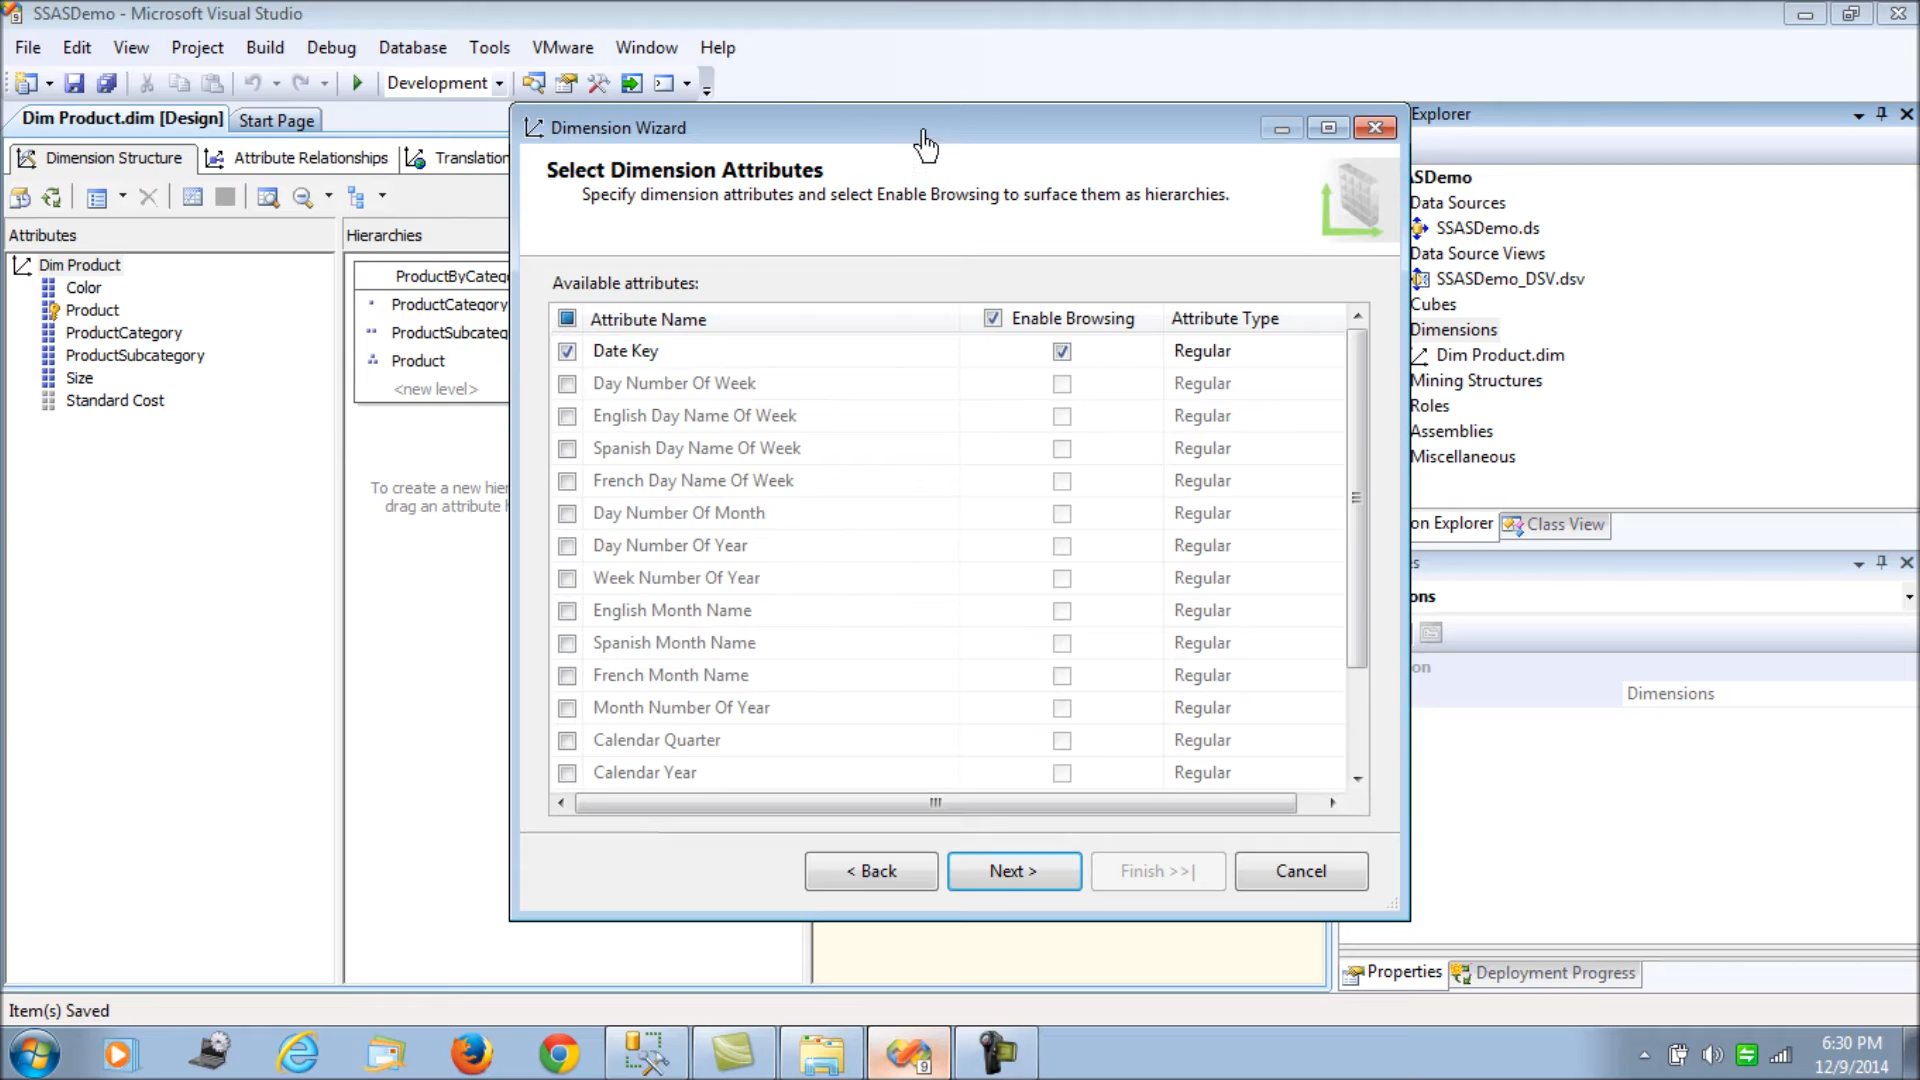 SSASDemo - Microsoft Visual Studio
File Edit View Project Build Debug Database Tools VMware Window Help
Development
Dim Product.dim [Design] Start Page
Dimension Structure Attribute Relationships Translation
Attributes
Dim Product
Color
Product
ProductCategory
ProductSubcategory
Size
Standard Cost
Hierarchies
ProductByCateg
ProductCategory
ProductSubcateg
Product
<new level>
To create a new hier
drag an attribute h
Dimension Wizard
Select Dimension Attributes
Specify dimension attributes and select Enable Browsing to surface them as hierarchies.
Available attributes:
Attribute Name Enable Browsing Attribute Type
Date Key Regular
Day Number Of Week Regular
English Day Name Of Week Regular
Spanish Day Name Of Week Regular
French Day Name Of Week Regular
Day Number Of Month Regular
Day Number Of Year Regular
Week Number Of Year Regular
English Month Name Regular
Spanish Month Name Regular
French Month Name Regular
Month Number Of Year Regular
Calendar Quarter Regular
Calendar Year Regular
< Back Next > Finish >>| Cancel
Explorer
ASDemo
Data Sources
SSASDemo.ds
Data Source Views
SSASDemo_DSV.dsv
Cubes
Dimensions
Dim Product.dim
Mining Structures
Roles
Assemblies
Miscellaneous
on Explorer Class View
s
ons
on
Dimensions
Properties Deployment Progress
Item(s) Saved
9
6:30 PM
12/9/2014